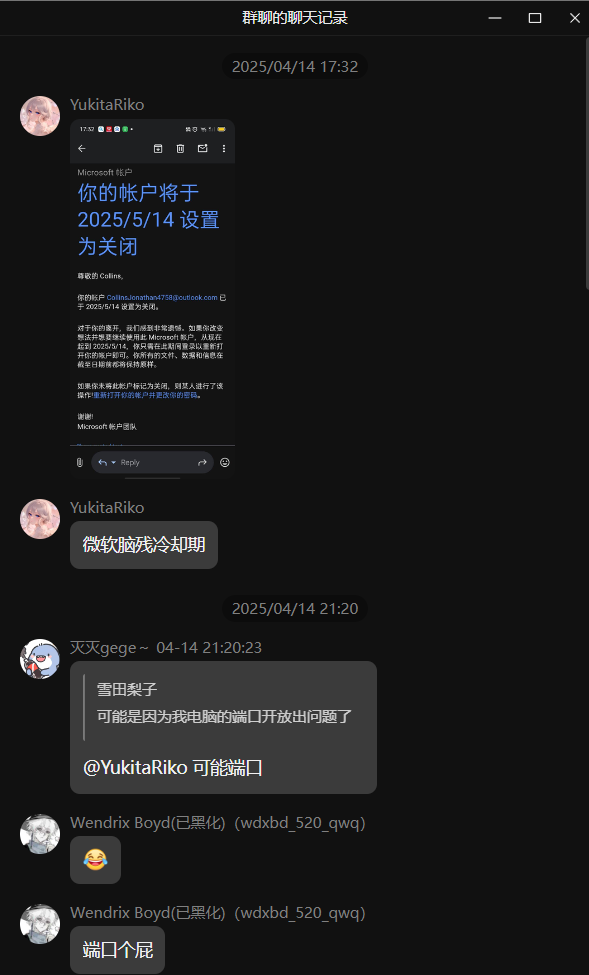 群聊的聊天记录
2025/04/14 17:32
YukitaRiko
17:32
Microsoft 帐户
你的帐户将于
2025/5/14 设置
为关闭
尊敬的 Collins，
你的帐户 CollinsJonathan4758@outlook.com 已
于 2025/5/14 设置为关闭。
对于你的离开，我们感到非常遗憾。如果你改变
想法并想要继续使用此 Microsoft 帐户，从现在
起到 2025/5/14，你只需在此期间登录以重新打
开你的帐户即可。你所有的文件、数据和信息在
截至日期前都将保持原样。
如果你未将此帐户标记为关闭，则某人进行了该
操作!重新打开你的帐户并更改你的密码。
谢谢!
Microsoft 帐户团队
Reply
YukitaRiko
微软脑残冷却期
2025/04/14 21:20
灭灭gege～ 04-14 21:20:23
雪田梨子
可能是因为我电脑的端口开放出问题了
@YukitaRiko 可能端口
Wendrix Boyd(已黑化)（wdxbd_520_qwq）
😂
Wendrix Boyd(已黑化)（wdxbd_520_qwq）
端口个屁